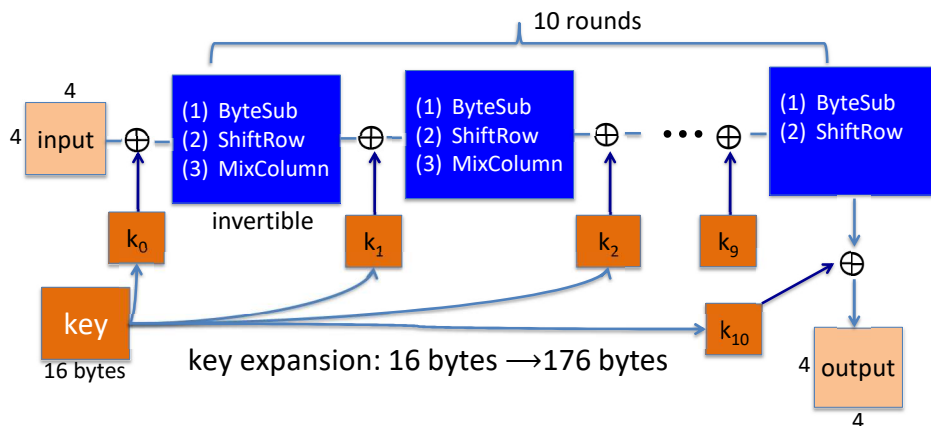 10 rounds
4
4
input
⊕
(1) ByteSub
(2) ShiftRow
(3) MixColumn
invertible
⊕
(1) ByteSub
(2) ShiftRow
(3) MixColumn
⊕
•••
⊕
(1) ByteSub
(2) ShiftRow
k0
k1
k2
k9
⊕
key
16 bytes
key expansion: 16 bytes ⟶176 bytes
k10
4
output
4